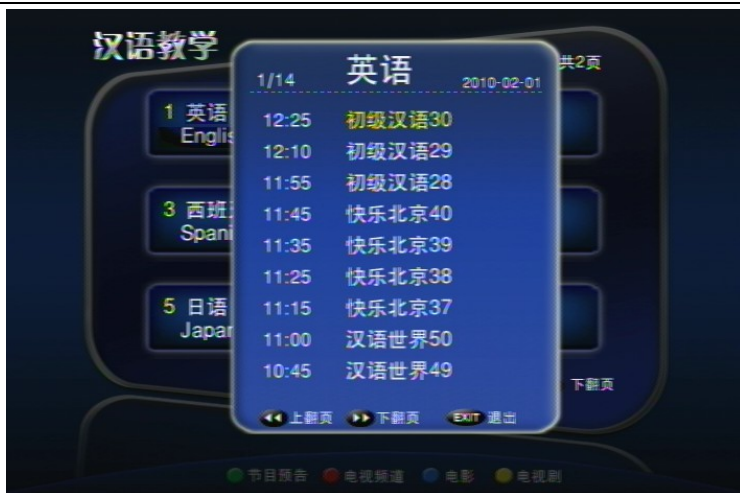 汉语教学
共2页
英语
1/14
2010-02-01
12:25 初级汉语30
12:10 初级汉语29
11:55 初级汉语28
11:45 快乐北京40
11:35 快乐北京39
11:25 快乐北京38
11:15 快乐北京37
11:00 汉语世界50
10:45 汉语世界49
上翻页 下翻页 EXIT 退出
1 英语
Englis
3 西班
Spani
5 日语
Japan
下翻页
节目预告 电视频道 电影 电视剧